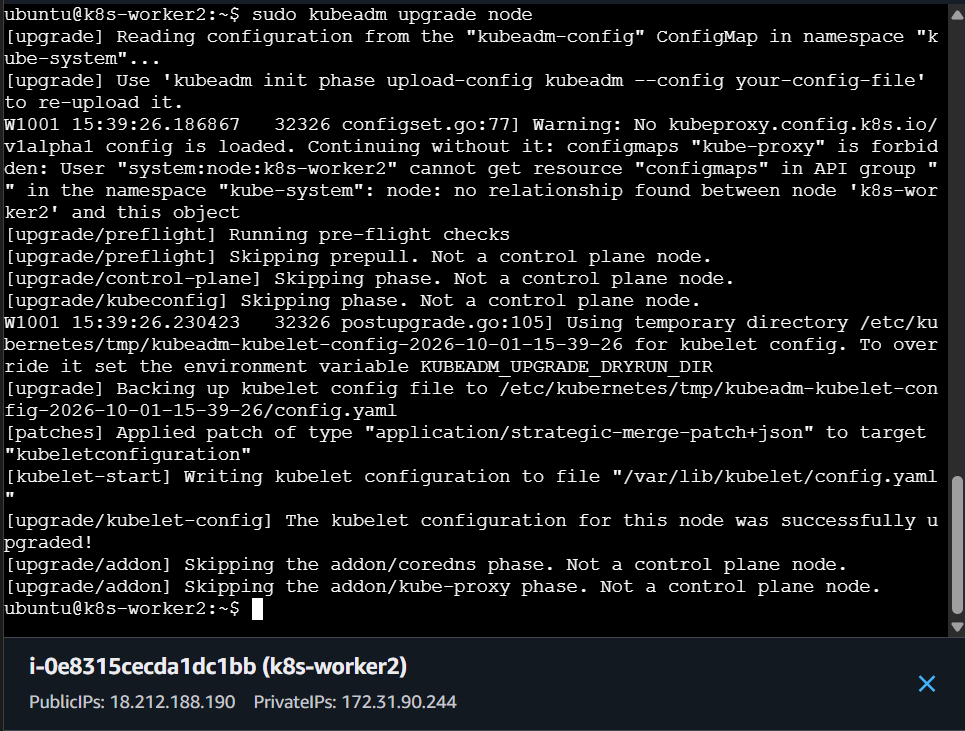 ubuntu@k8s-worker2:~$ sudo kubeadm upgrade node
[upgrade] Reading configuration from the "kubeadm-config" ConfigMap in namespace "k
ube-system"...
[upgrade] Use 'kubeadm init phase upload-config kubeadm --config your-config-file'
to re-upload it.
W1001 15:39:26.186867   32326 configset.go:77] Warning: No kubeproxy.config.k8s.io/
v1alpha1 config is loaded. Continuing without it: configmaps "kube-proxy" is forbid
den: User "system:node:k8s-worker2" cannot get resource "configmaps" in API group "
" in the namespace "kube-system": node: no relationship found between node 'k8s-wor
ker2' and this object
[upgrade/preflight] Running pre-flight checks
[upgrade/preflight] Skipping prepull. Not a control plane node.
[upgrade/control-plane] Skipping phase. Not a control plane node.
[upgrade/kubeconfig] Skipping phase. Not a control plane node.
W1001 15:39:26.230423   32326 postupgrade.go:105] Using temporary directory /etc/ku
bernetes/tmp/kubeadm-kubelet-config-2026-10-01-15-39-26 for kubelet config. To over
ride it set the environment variable KUBEADM_UPGRADE_DRYRUN_DIR
[upgrade] Backing up kubelet config file to /etc/kubernetes/tmp/kubeadm-kubelet-con
fig-2026-10-01-15-39-26/config.yaml
[patches] Applied patch of type "application/strategic-merge-patch+json" to target
"kubeletconfiguration"
[kubelet-start] Writing kubelet configuration to file "/var/lib/kubelet/config.yaml
"
[upgrade/kubelet-config] The kubelet configuration for this node was successfully u
pgraded!
[upgrade/addon] Skipping the addon/coredns phase. Not a control plane node.
[upgrade/addon] Skipping the addon/kube-proxy phase. Not a control plane node.
ubuntu@k8s-worker2:~$
i-0e8315cecda1dc1bb (k8s-worker2)
PublicIPs: 18.212.188.190    PrivateIPs: 172.31.90.244